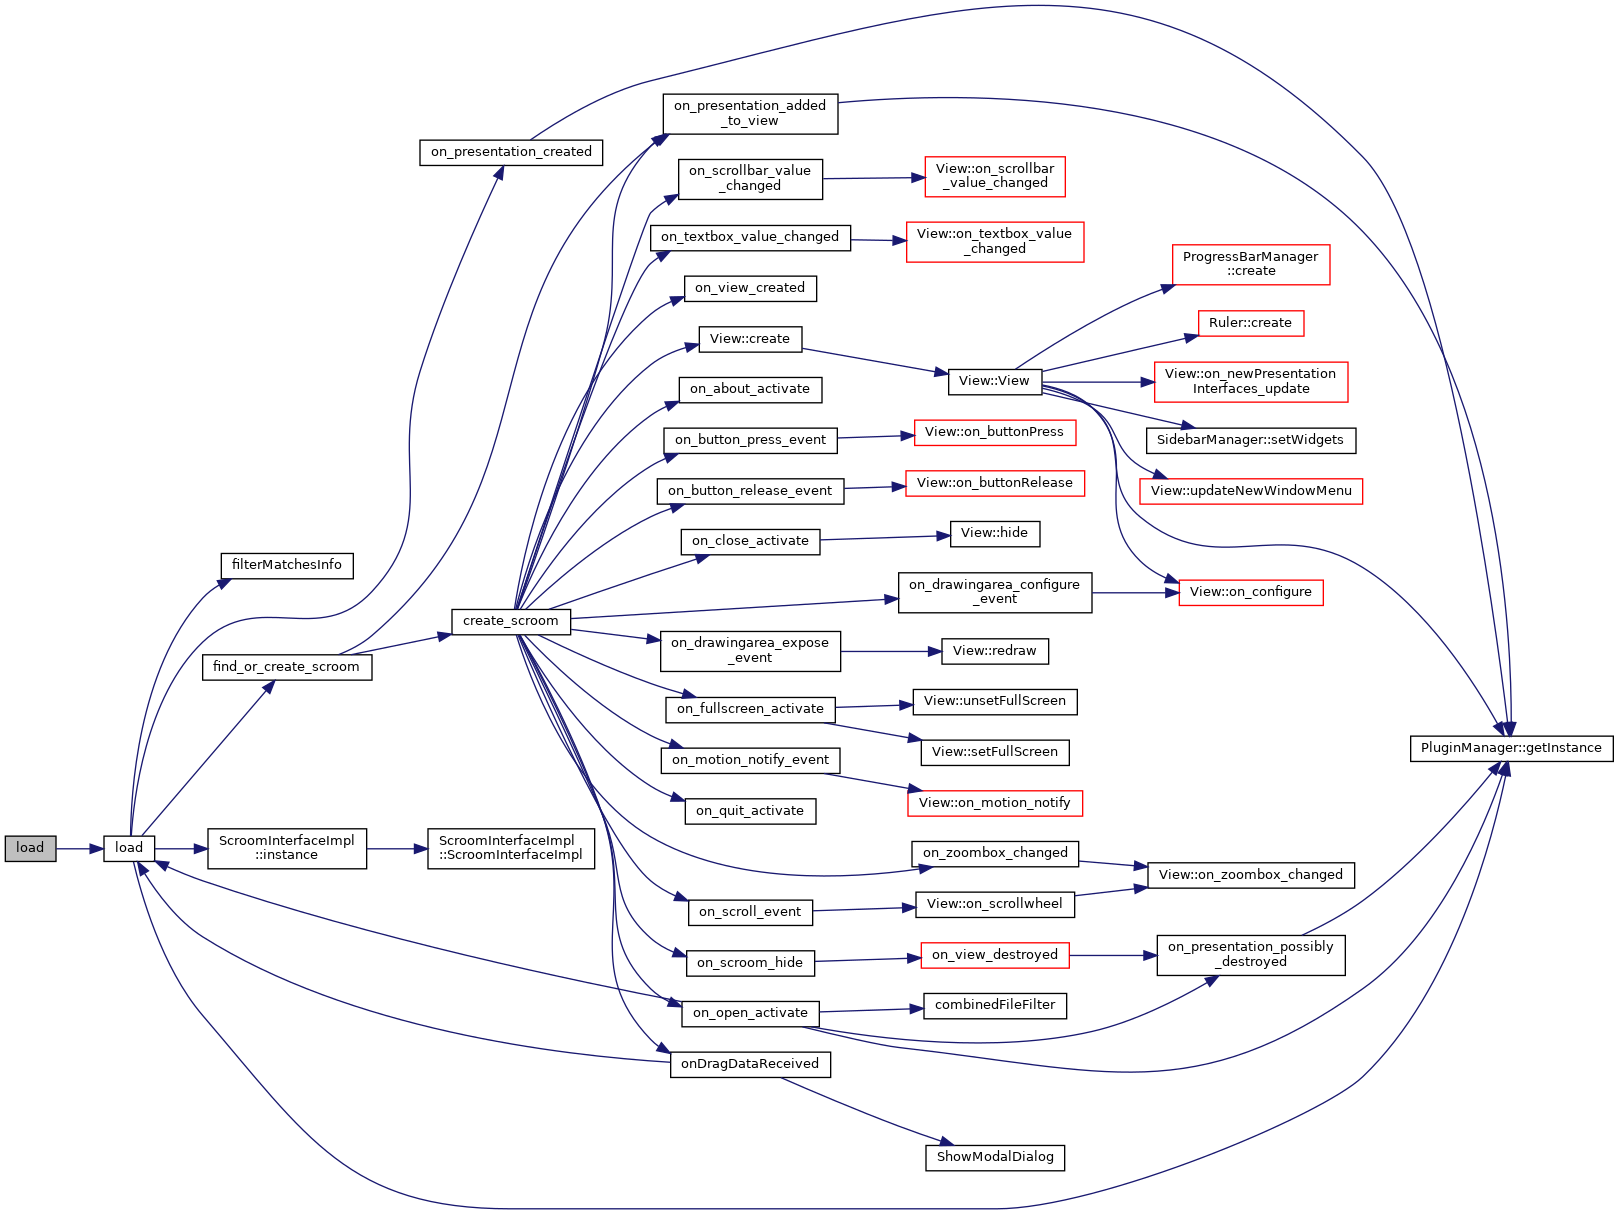 load
load
filterMatchesInfo
find_or_create_scroom
ScroomInterfaceImpl
::instance
on_presentation_created
create_scroom
ScroomInterfaceImpl
::ScroomInterfaceImpl
on_presentation_added
_to_view
on_scrollbar_value
_changed
on_textbox_value_changed
on_view_created
View::create
on_about_activate
on_button_press_event
on_button_release_event
on_close_activate
on_drawingarea_configure
_event
on_drawingarea_expose
_event
on_fullscreen_activate
on_motion_notify_event
on_quit_activate
on_zoombox_changed
on_scroll_event
on_scroom_hide
on_open_activate
onDragDataReceived
View::on_scrollbar
_value_changed
View::on_textbox_value
_changed
View::View
View::on_buttonPress
View::on_buttonRelease
View::hide
View::redraw
View::unsetFullScreen
View::setFullScreen
View::on_motion_notify
View::on_scrollwheel
on_view_destroyed
combinedFileFilter
ShowModalDialog
ProgressBarManager
::create
Ruler::create
View::on_newPresentation
Interfaces_update
SidebarManager::setWidgets
View::updateNewWindowMenu
View::on_configure
View::on_zoombox_changed
on_presentation_possibly
_destroyed
PluginManager::getInstance